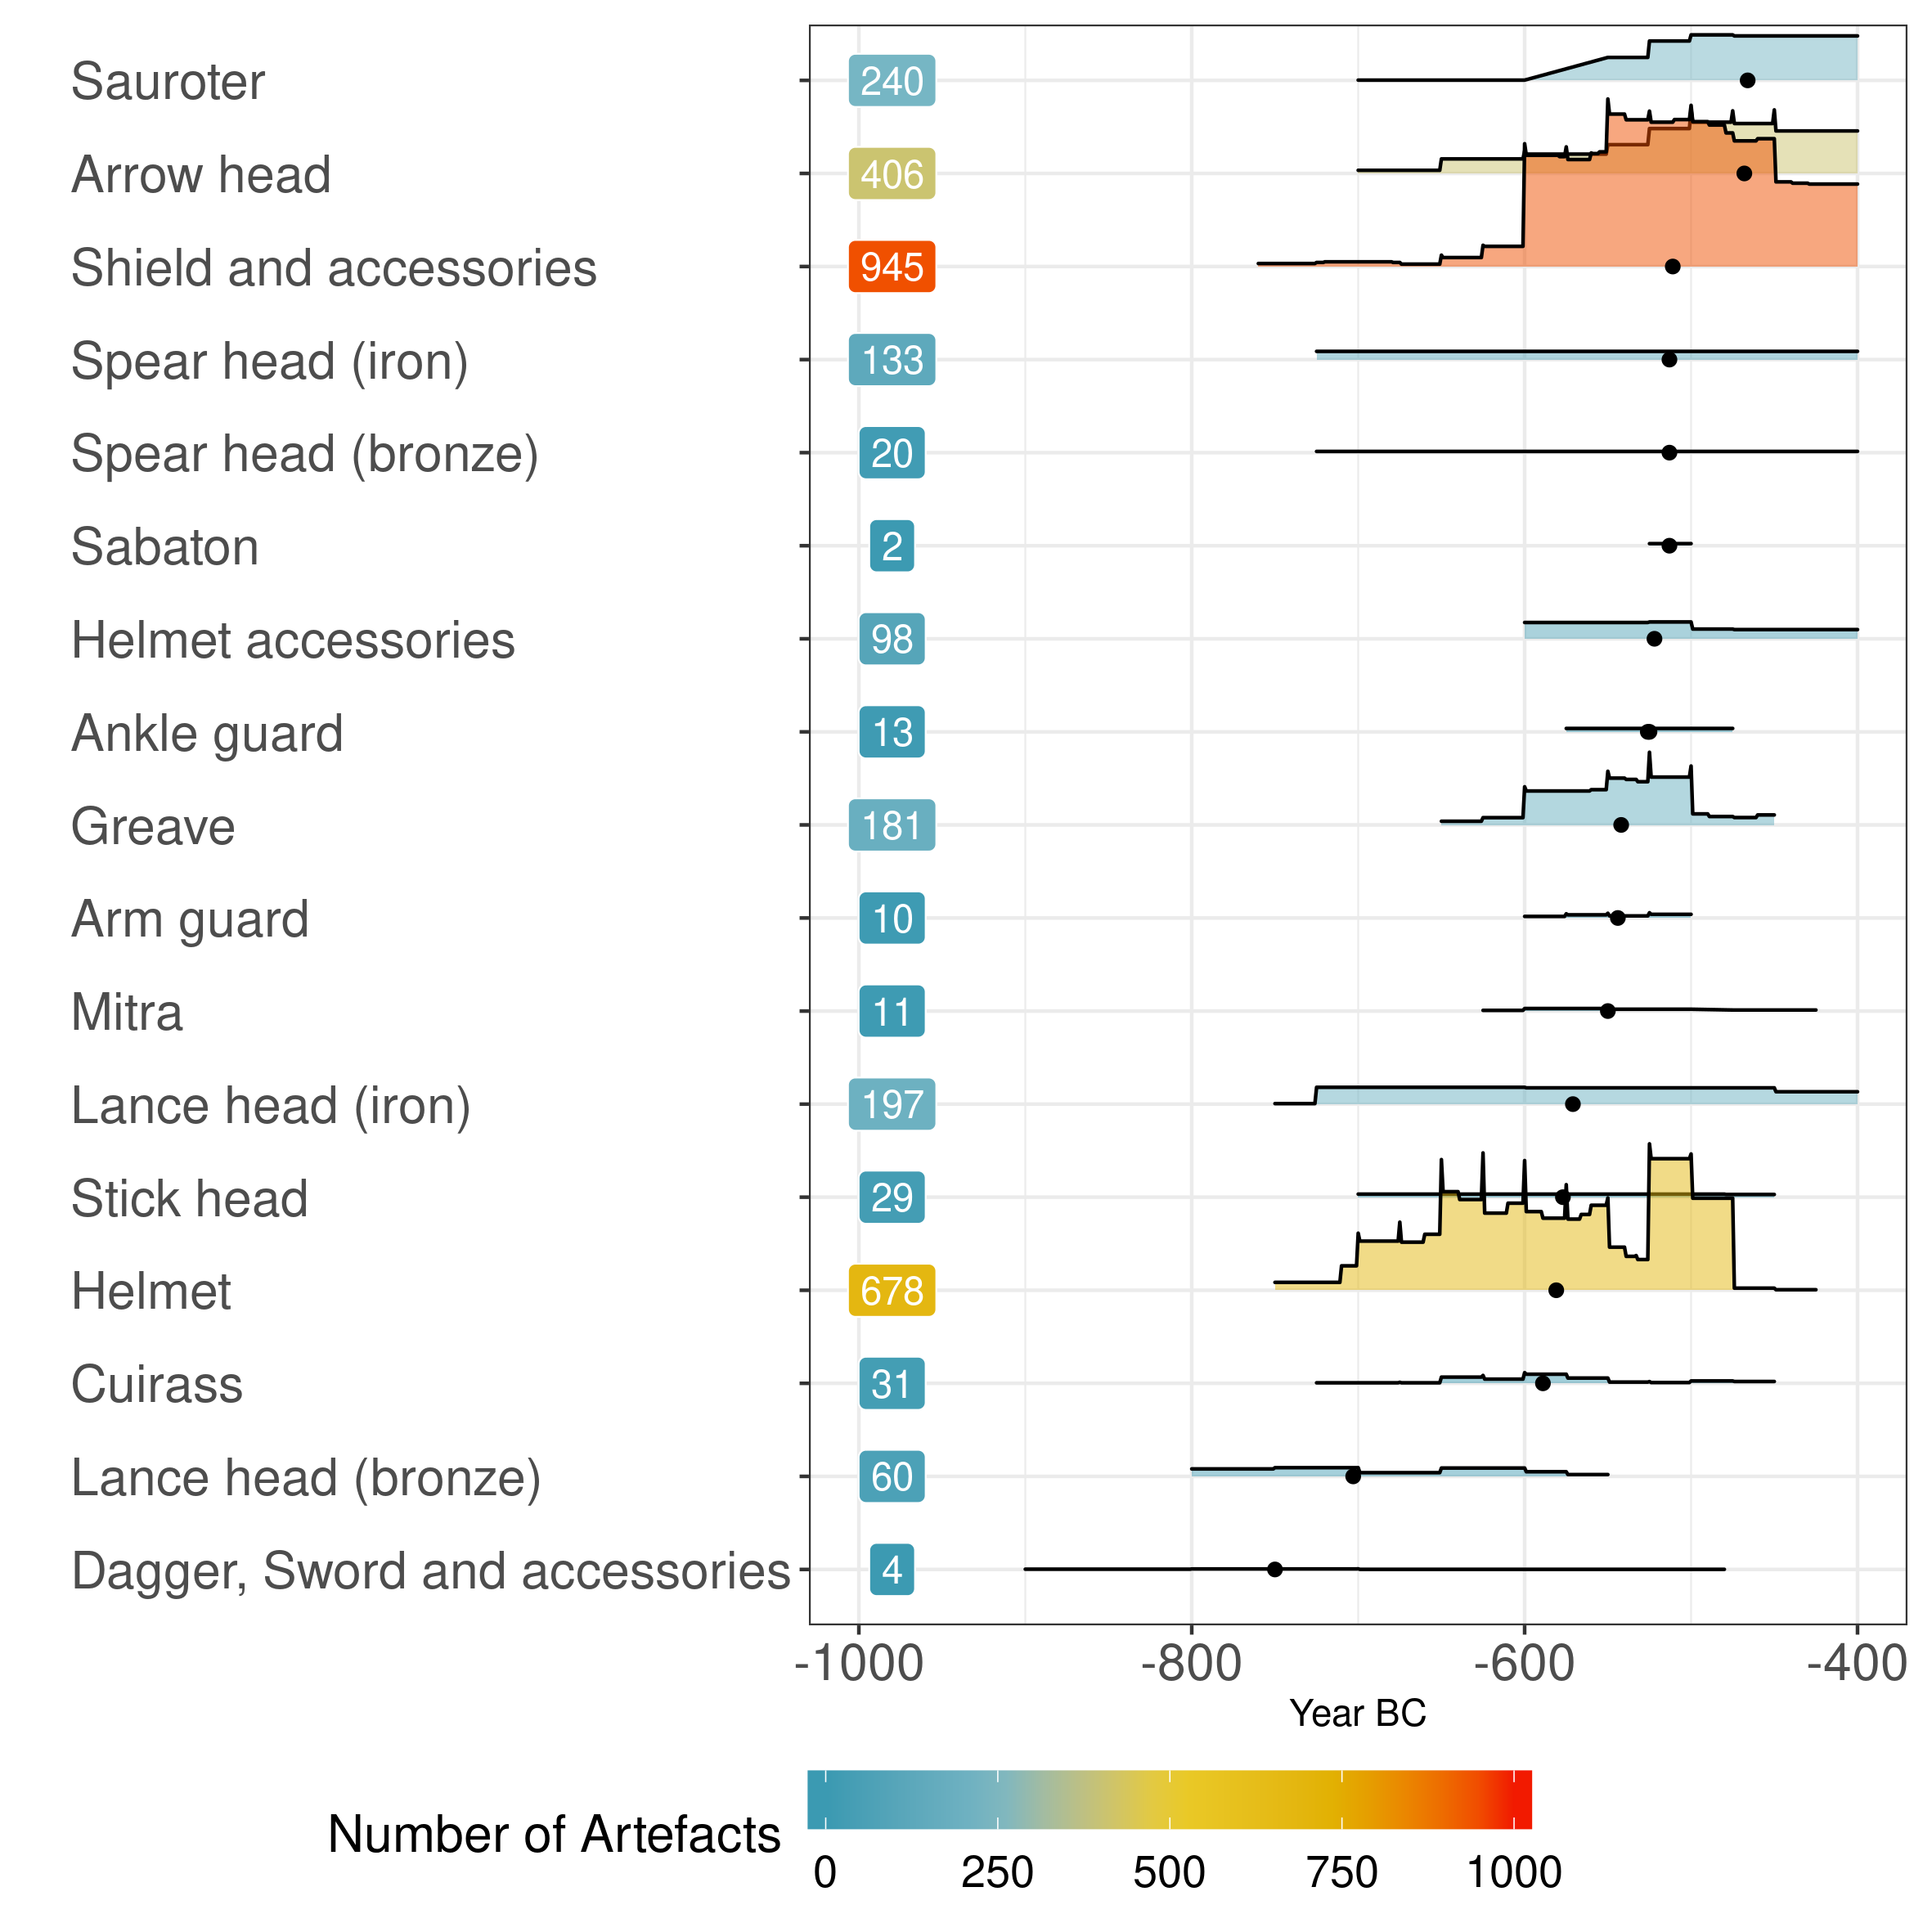 Sauroter 240
Arrow head 406
Shield and accessories 945
Spear head (iron) 133
Spear head (bronze) 20
Sabaton 2
Helmet accessories 98
Ankle guard 13
Greave 181
Arm guard 10
Mitra 11
Lance head (iron) 197
Stick head 29
Helmet 678
Cuirass 31
Lance head (bronze) 60
Dagger, Sword and accessories 4
-1000 -800 -600 -400
Year BC
Number of Artefacts
0 250 500 750 1000